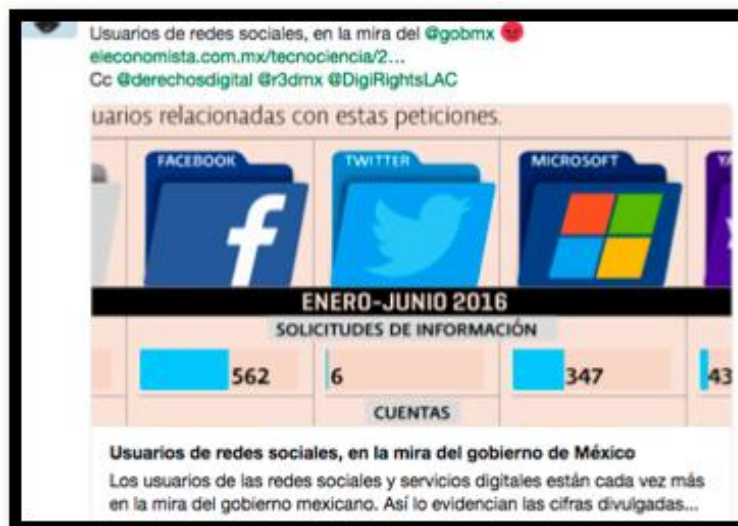 Usuarios de redes sociales, en la mira del @gobmx 😡
eleconomista.com.mx/tecnociencia/2...
Cc @derechosdigital @r3dmx @DigiRightsLAC
uarios relacionadas con estas peticiones.
FACEBOOK
TWITTER
MICROSOFT
YA
ENERO-JUNIO 2016
SOLICITUDES DE INFORMACIÓN
562
6
347
43
CUENTAS
Usuarios de redes sociales, en la mira del gobierno de México
Los usuarios de las redes sociales y servicios digitales están cada vez más
en la mira del gobierno mexicano. Así lo evidencian las cifras divulgadas...